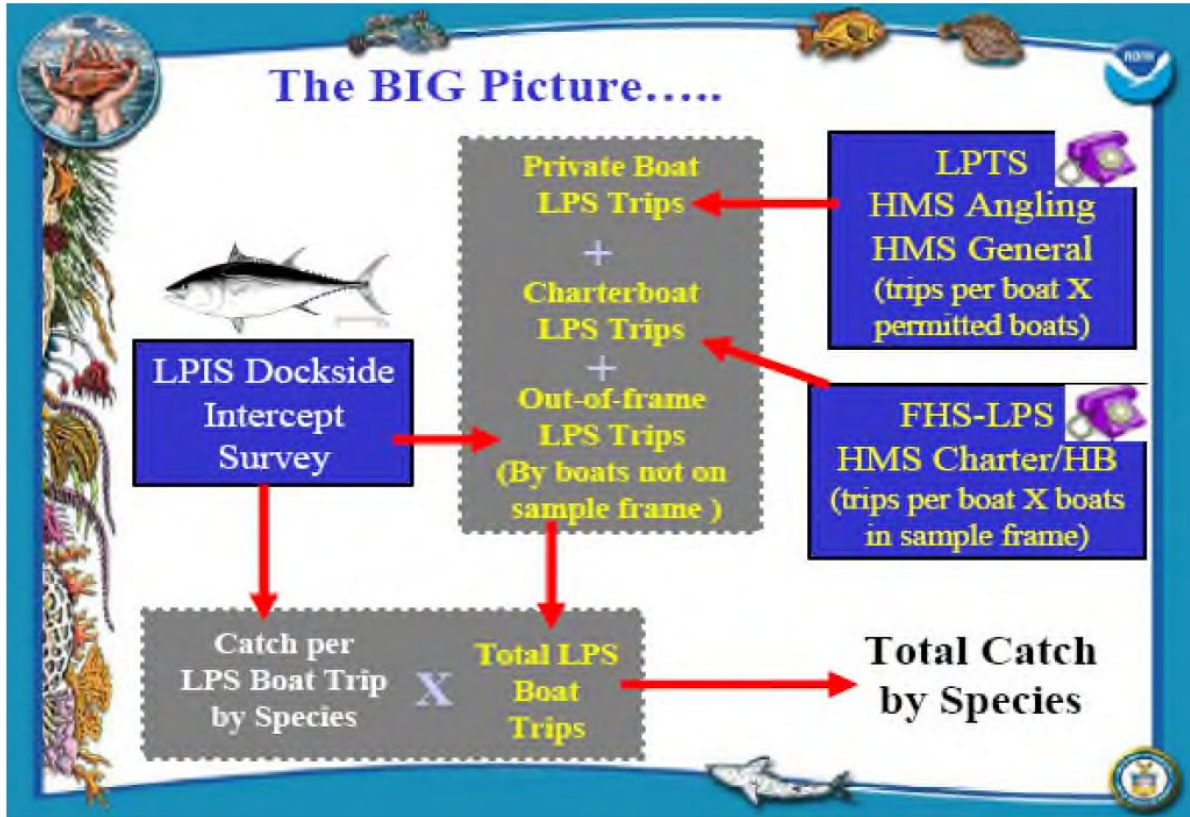 The BIG Picture.....
Private Boat
LPS Trips
+
Charterboat
LPS Trips
+
Out-of-frame
LPS Trips
(By boats not on
sample frame )
LPTS
HMS Angling
HMS General
(trips per boat X
permitted boats)
FHS-LPS
HMS Charter/HB
(trips per boat X boats
in sample frame)
LPIS Dockside
Intercept
Survey
Catch per
LPS Boat Trip
by Species
X
Total LPS
Boat
Trips
Total Catch
by Species